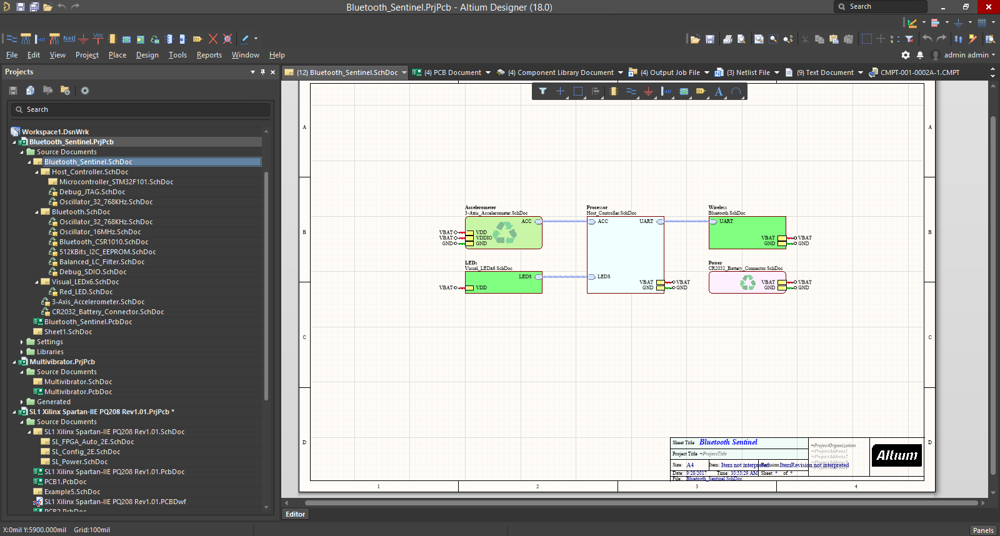 Bluetooth_Sentinel.PrjPcb - Altium Designer (18.0)
Search
Net
Vcc
D1
File Edit View Project Place Design Tools Reports Window Help
admin admin
Projects
(12) Bluetooth_Sentinel.SchDoc
(4) PCB Document
(4) Component Library Document
(4) Output Job File
(3) Netlist File
(9) Text Document
CMPT-001-0002A-1.CMPT
Search
Workspace1.DsnWrk
Bluetooth_Sentinel.PrjPcb
Source Documents
Bluetooth_Sentinel.SchDoc
Host_Controller.SchDoc
Microcontroller_STM32F101.SchDoc
Debug_JTAG.SchDoc
Oscillator_32_768KHz.SchDoc
Bluetooth.SchDoc
Oscillator_32_768KHz.SchDoc
Oscillator_16MHz.SchDoc
Bluetooth_CSR1010.SchDoc
512KBits_I2C_EEPROM.SchDoc
Balanced_LC_Filter.SchDoc
Debug_SDIO.SchDoc
Visual_LEDx6.SchDoc
Red_LED.SchDoc
3-Axis_Accelerometer.SchDoc
CR2032_Battery_Connector.SchDoc
Bluetooth_Sentinel.PcbDoc
Sheet1.SchDoc
Settings
Libraries
Multivibrator.PrjPcb
Source Documents
Multivibrator.SchDoc
Multivibrator.PcbDoc
Generated
SL1 Xilinx Spartan-IIE PQ208 Rev1.01.PrjPcb *
Source Documents
SL1 Xilinx Spartan-IIE PQ208 Rev1.01.SchDoc
SL_FPGA_Auto_2E.SchDoc
SL_Config_2E.SchDoc
SL_Power.SchDoc
SL1 Xilinx Spartan-IIE PQ208 Rev1.01.PcbDoc
PCB1.PcbDoc
Example5.SchDoc
SL1 Xilinx Spartan-IIE PQ208 Rev1.01.PCBDwf
PCB2.PcbDoc
D1
A
A A
Accelerometer
3-Axis_Accelerometer.SchDoc
ACC
VBAT VDD
VBAT VDDIO
GND GND
Processor
Host_Controller.SchDoc
ACC UART
LEDS
VBAT VBAT
GND GND
Wireless
Bluetooth.SchDoc
UART
VBAT VBAT
GND GND
B B
LEDs
Visual_LEDx6.SchDoc
LEDS
VBAT VDD
Power
CR2032_Battery_Connector.SchDoc
VBAT VBAT
GND GND
C C
D D
Sheet Title Bluetooth Sentinel
Project Title =ProjectTitle
Size: A4 Item: Item not interpreted Revision: ItemRevision not interpreted
Date: 9/28/2017 Time: 10:33:29 AM Sheet * of *
File: Bluetooth_Sentinel.SchDoc
=ProjectOrganization
=ProjectAddress1
=ProjectAddress2
Altium
1 2 3 4
Editor
X:0mil Y:5900.000mil Grid:100mil
Panels